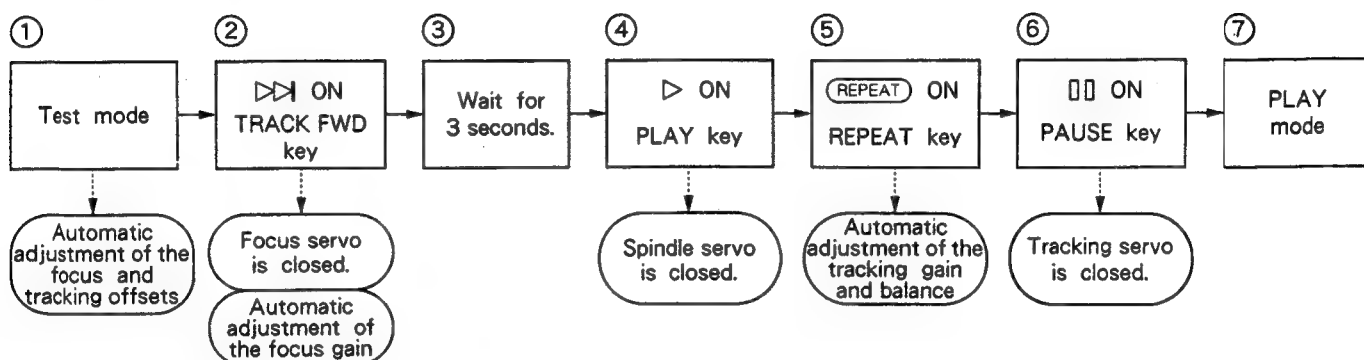 ①
Test mode
Automatic
adjustment of the
focus and
tracking offsets
②
▷▷| ON
TRACK FWD
key
Focus servo
is closed.
Automatic
adjustment of
the focus gain
③
Wait for
3 seconds.
④
▷ ON
PLAY key
Spindle servo
is closed.
⑤
REPEAT ON
REPEAT key
Automatic
adjustment of the
tracking gain
and balance
⑥
ON
PAUSE key
Tracking servo
is closed.
⑦
PLAY
mode